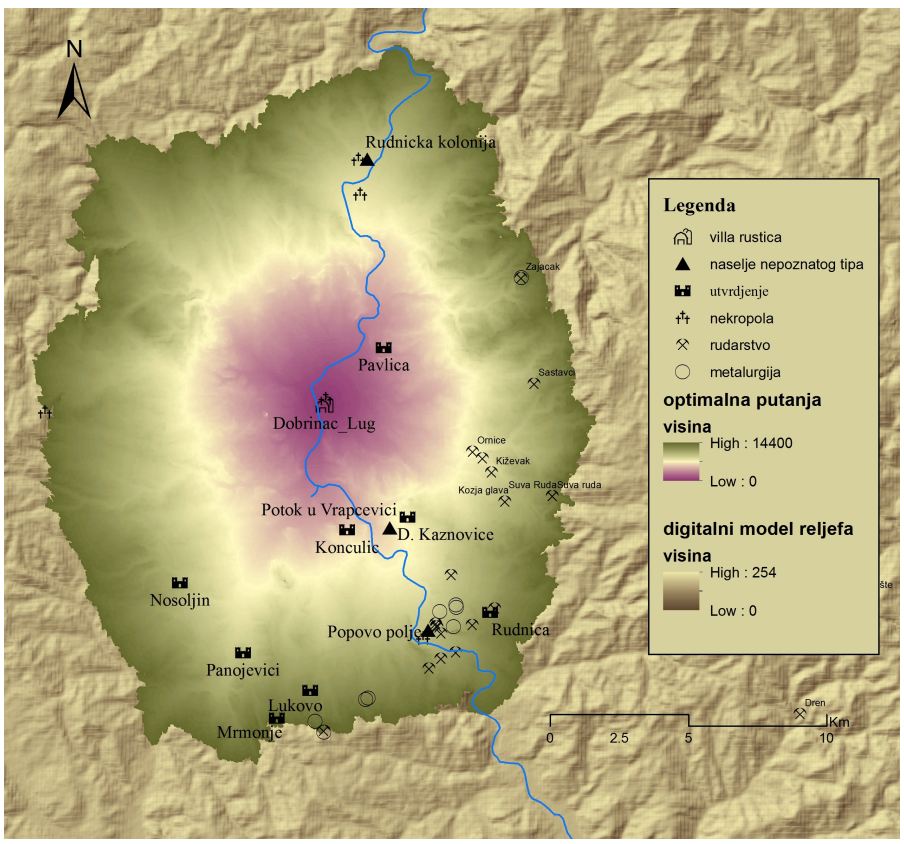 N
Rudnicka kolonija
Zajacak
Pavlica
Sastavci
Dobrinac_Lug
Ornice
Kiževak
Kozja glava
Suva Ruda
Suva ruda
Potok u Vrapcevici
D. Kaznovice
Konculic
Nosoljin
Popovo polje
Rudnica
Panojevici
Lukovo
Mrmonje
Dren
šte
Legenda
villa rustica
naselje nepoznatog tipa
utvrdjenje
nekropola
rudarstvo
metalurgija
optimalna putanja
visina
High : 14400
Low : 0
digitalni model reljefa
visina
High : 254
Low : 0
Km
0 2.5 5 10